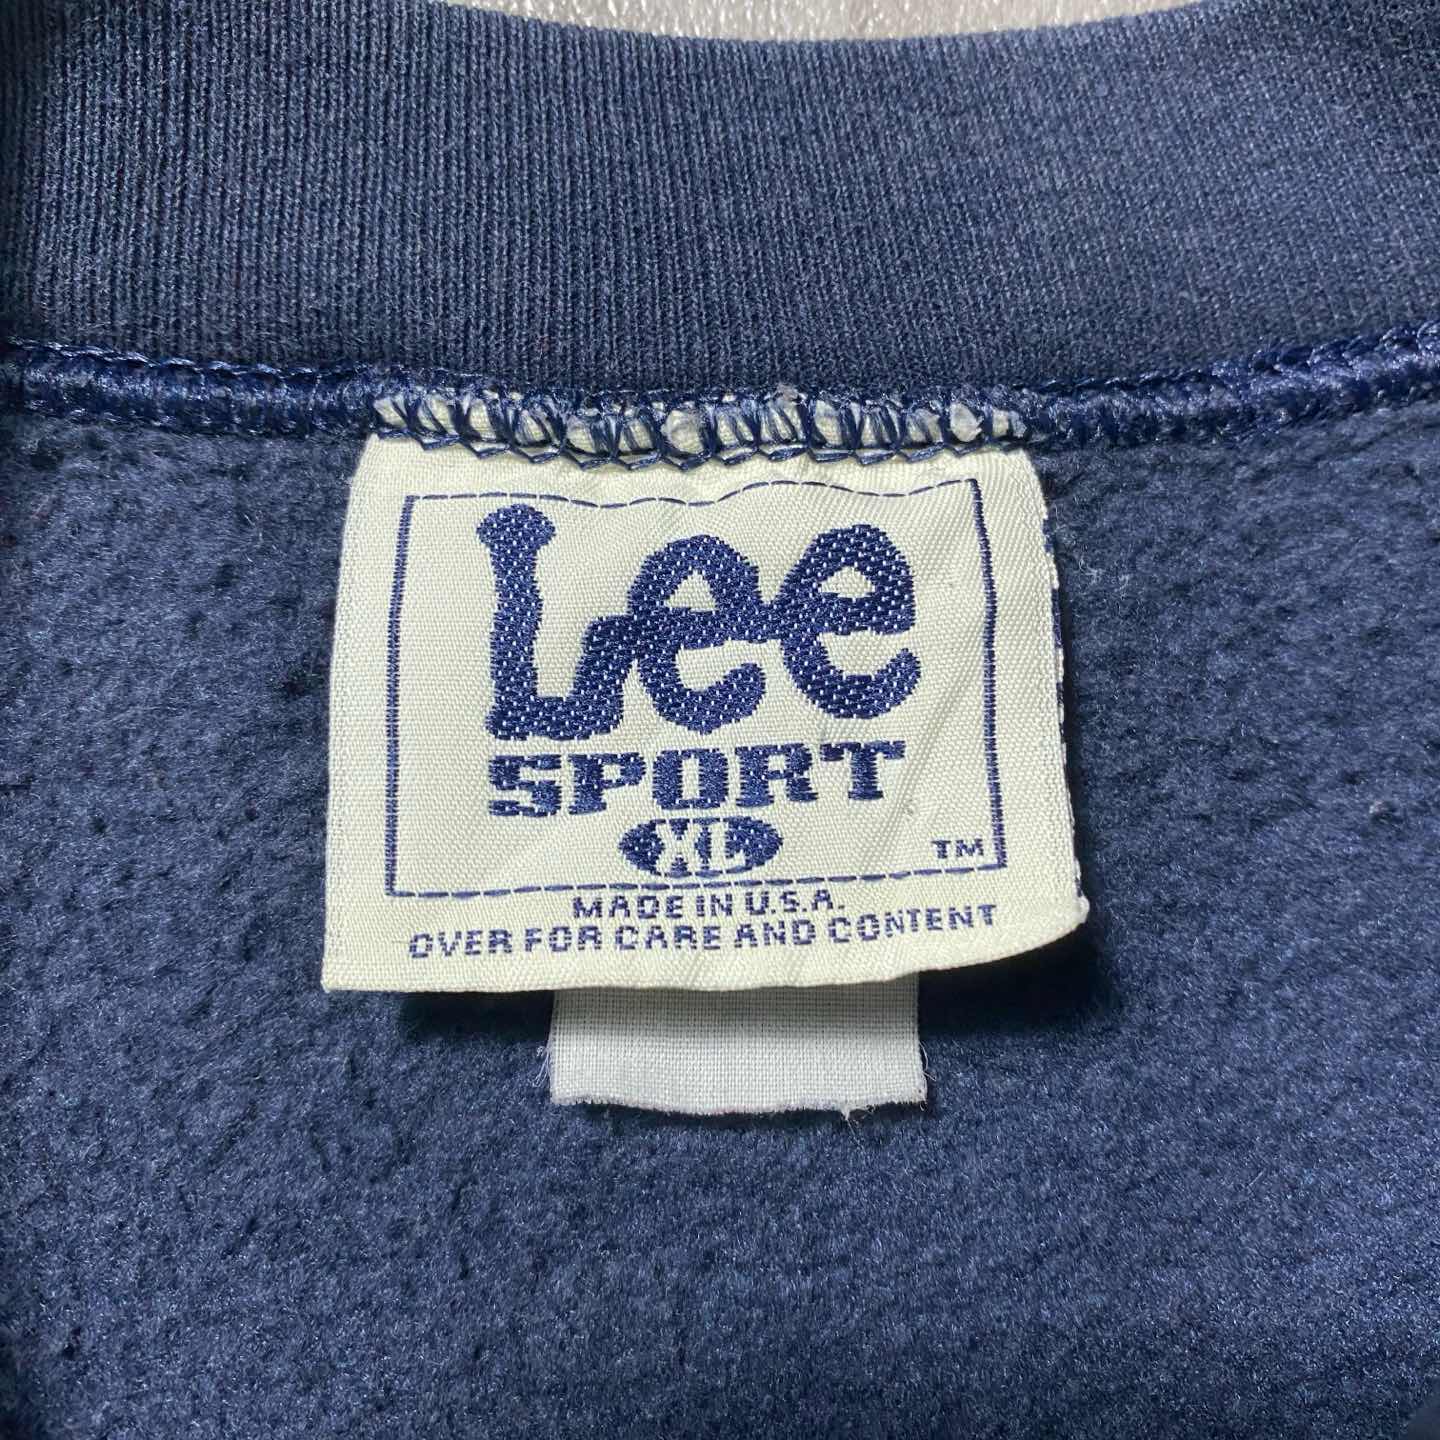 Lee
SPORT
XL
TM
MADE IN U.S.A.
OVER FOR CARE AND CONTENT